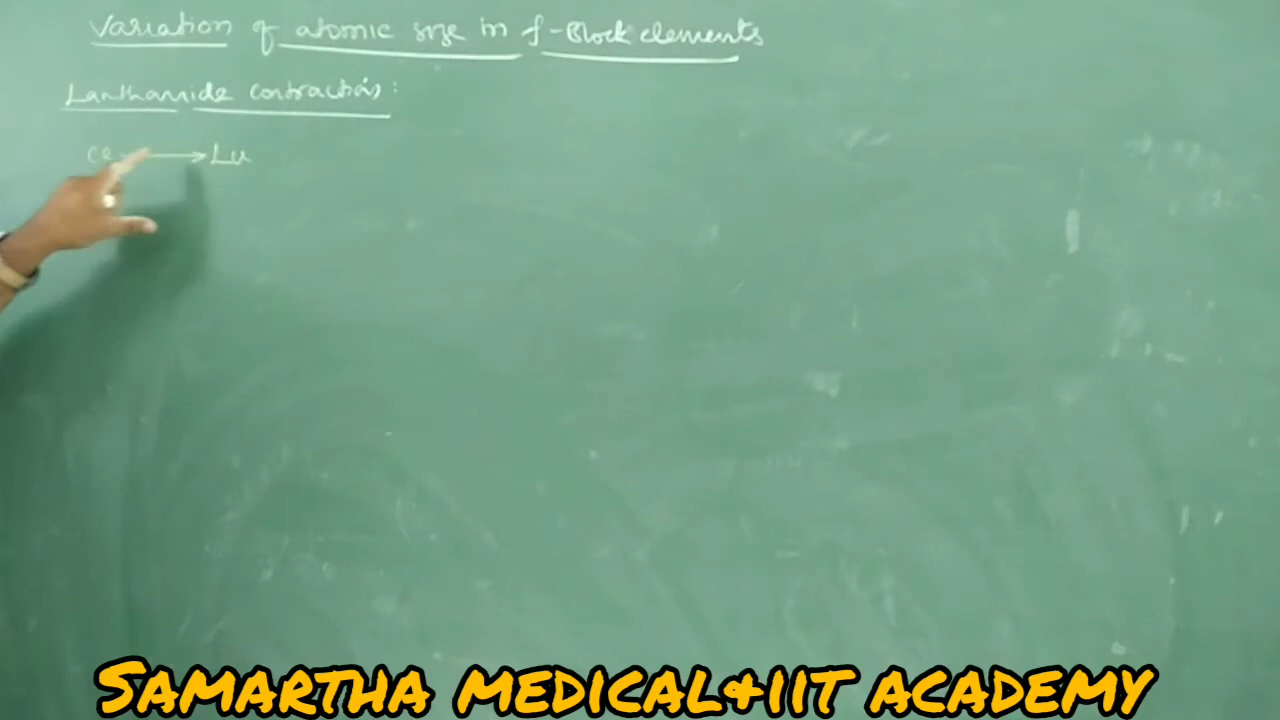 Variation of atomic size in f-Block elements
Lanthanide contraction:
Ce → Lu
SAMARTHA MEDICAL&IIT ACADEMY